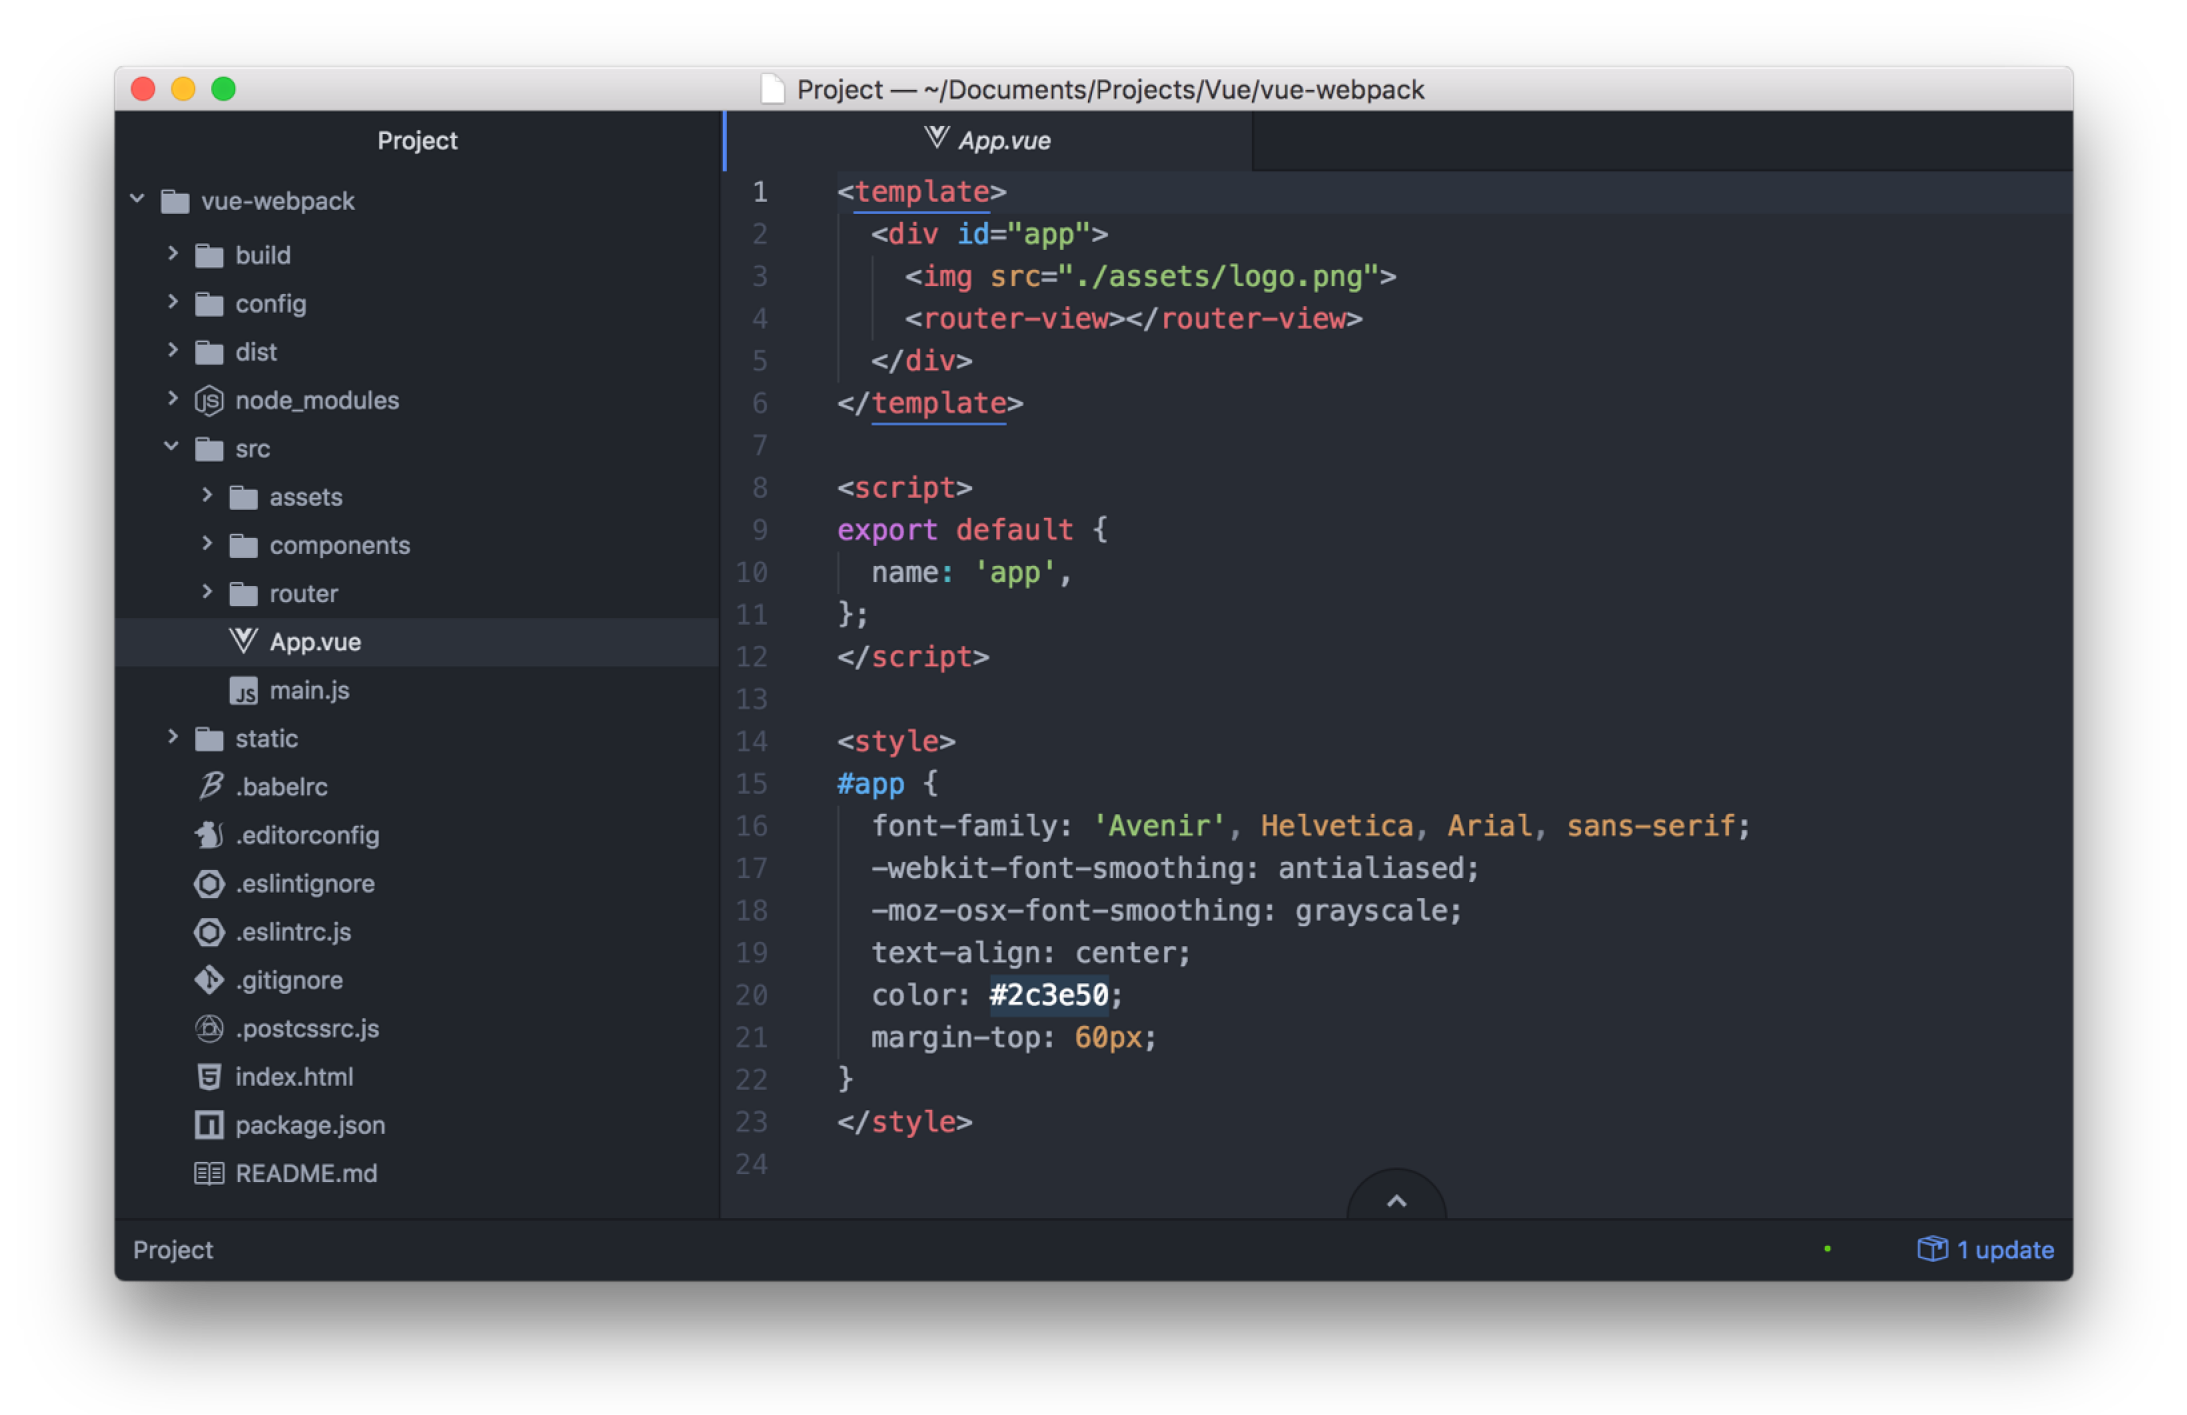 Project — ~/Documents/Projects/Vue/vue-webpack
Project
vue-webpack
build
config
dist
node_modules
src
assets
components
router
App.vue
main.js
static
.babelrc
.editorconfig
.eslintignore
.eslintrc.js
.gitignore
.postcssrc.js
index.html
package.json
README.md
App.vue
1 <template>
2   <div id="app">
3     <img src="./assets/logo.png">
4     <router-view></router-view>
5   </div>
6 </template>
7
8 <script>
9 export default {
10   name: 'app',
11 };
12 </script>
13
14 <style>
15 #app {
16   font-family: 'Avenir', Helvetica, Arial, sans-serif;
17   -webkit-font-smoothing: antialiased;
18   -moz-osx-font-smoothing: grayscale;
19   text-align: center;
20   color: #2c3e50;
21   margin-top: 60px;
22 }
23 </style>
24
Project
1 update